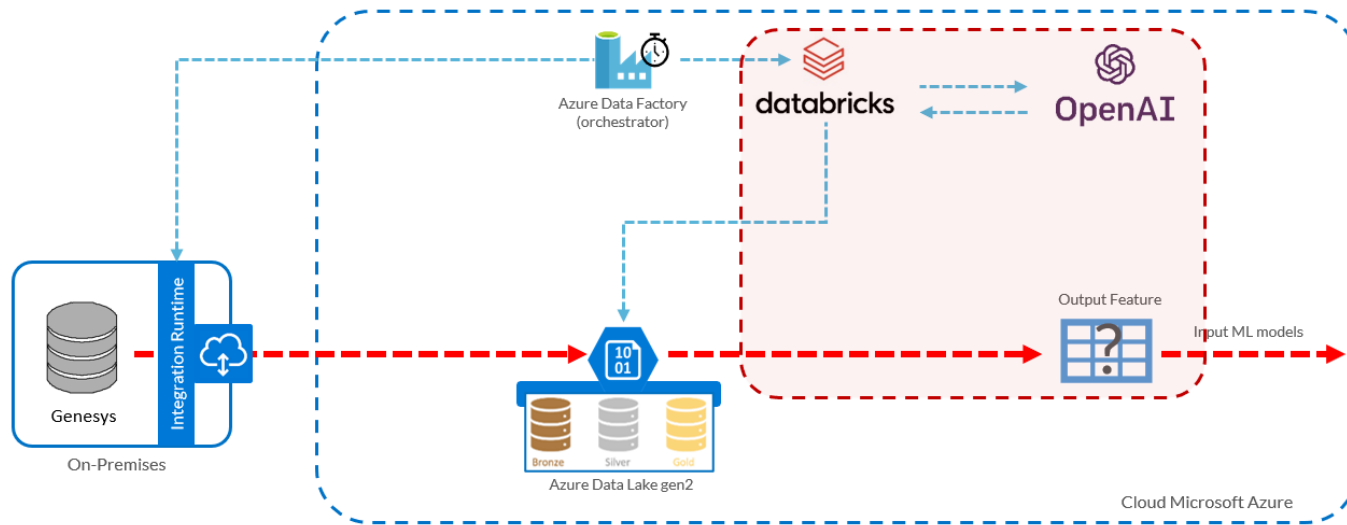 Azure Data Factory
(orchestrator)
databricks
OpenAI
Integration Runtime
Genesys
On-Premises
10
01
Bronze
Silver
Gold
Azure Data Lake gen2
Output Feature
?
Input ML models
Cloud Microsoft Azure